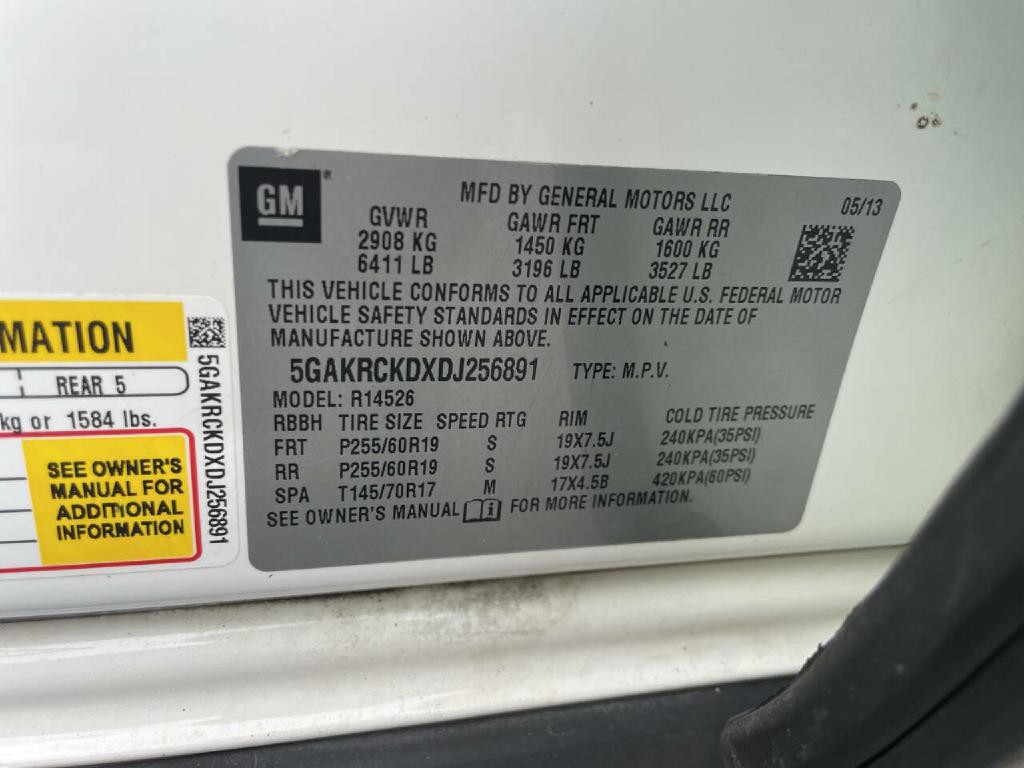 GM
MFD BY GENERAL MOTORS LLC 05/13
GVWR GAWR FRT GAWR RR
2908 KG 1450 KG 1600 KG
6411 LB 3196 LB 3527 LB
THIS VEHICLE CONFORMS TO ALL APPLICABLE U.S. FEDERAL MOTOR
VEHICLE SAFETY STANDARDS IN EFFECT ON THE DATE OF
MANUFACTURE SHOWN ABOVE.
5GAKRCKDXDJ256891 TYPE: M.P.V.
MODEL: R14526
RBBH TIRE SIZE SPEED RTG RIM COLD TIRE PRESSURE
FRT P255/60R19 S 19X7.5J 240KPA(35PSI)
RR P255/60R19 S 19X7.5J 240KPA(35PSI)
SPA T145/70R17 M 17X4.5B 420KPA(60PSI)
SEE OWNER'S MANUAL FOR MORE INFORMATION.
MATION
REAR 5
kg or 1584 lbs.
SEE OWNER'S
MANUAL FOR
ADDITIONAL
INFORMATION
5GAKRCKDXDJ256891